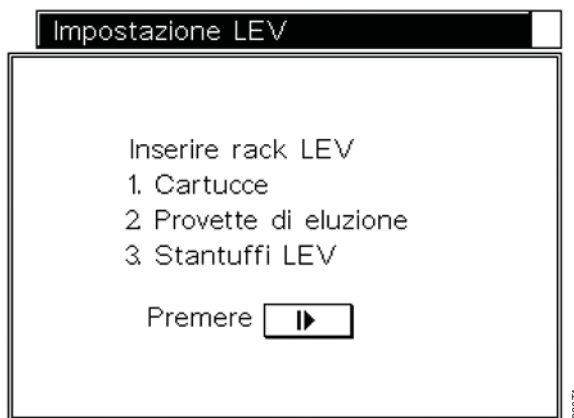 Impostazione LEV
Inserire rack LEV
1. Cartucce
2. Provette di eluzione
3. Stantuffi LEV
Premere